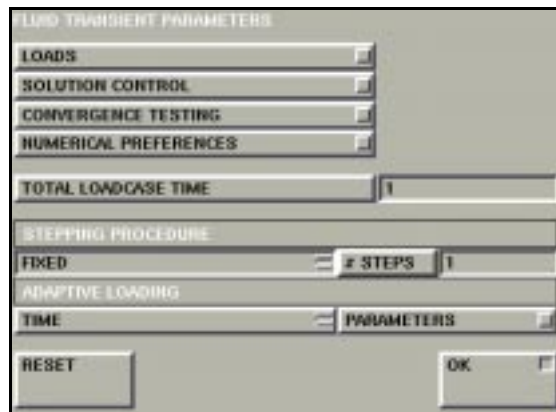 FLUID TRANSIENT PARAMETERS
LOADS
SOLUTION CONTROL
CONVERGENCE TESTING
NUMERICAL PREFERENCES
TOTAL LOADCASE TIME 1
STEPPING PROCEDURE
FIXED # STEPS 1
ADAPTIVE LOADING
TIME PARAMETERS
RESET OK